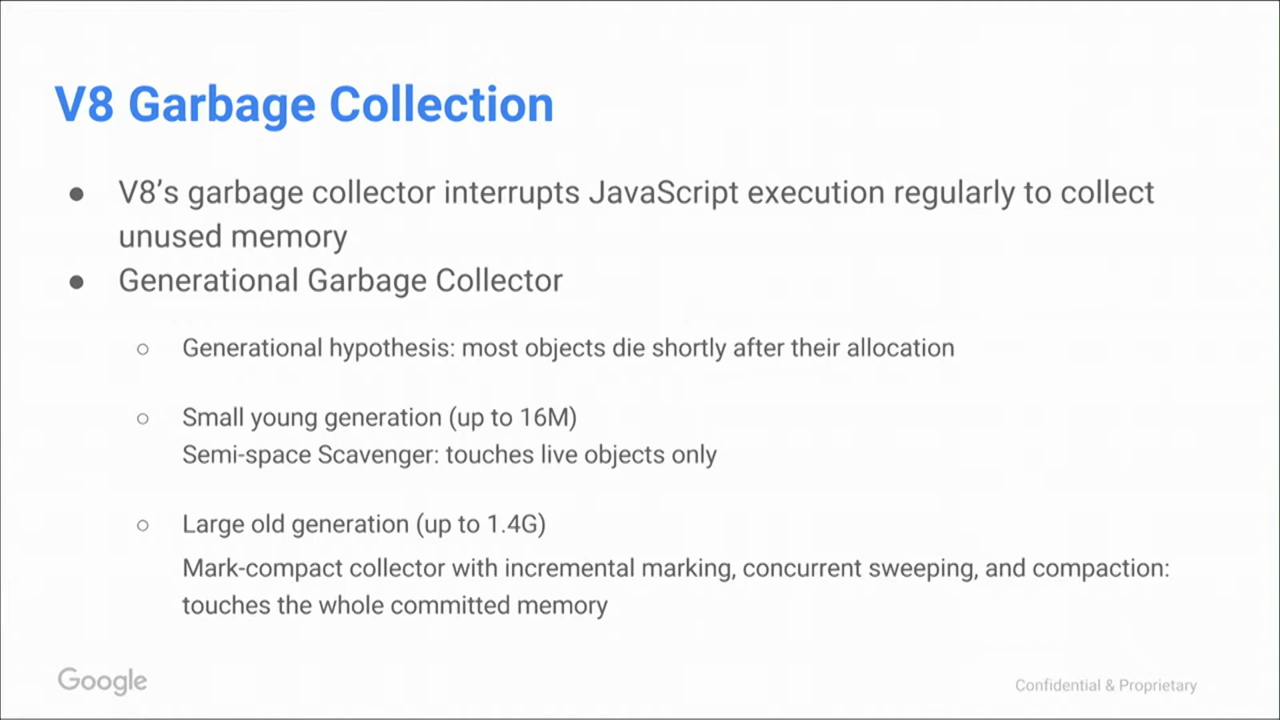 V8 Garbage Collection
● V8’s garbage collector interrupts JavaScript execution regularly to collect
unused memory
● Generational Garbage Collector
○ Generational hypothesis: most objects die shortly after their allocation
○ Small young generation (up to 16M)
Semi-space Scavenger: touches live objects only
○ Large old generation (up to 1.4G)
Mark-compact collector with incremental marking, concurrent sweeping, and compaction:
touches the whole committed memory
Google
Confidential & Proprietary